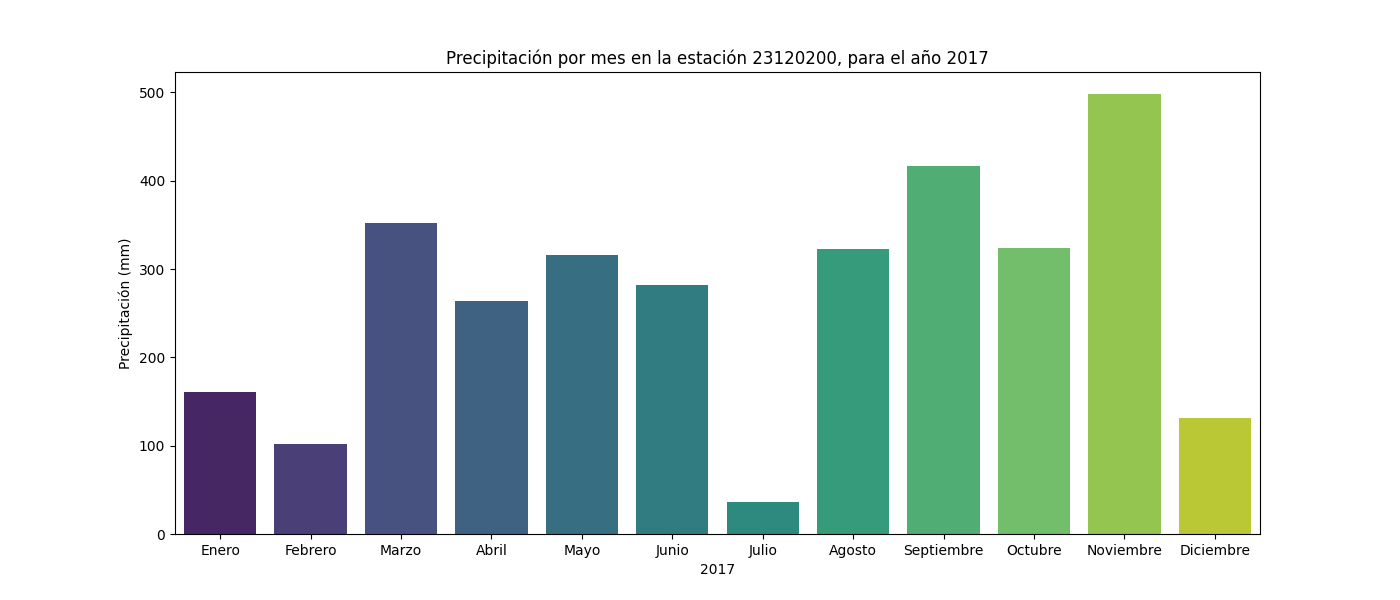 Precipitación por mes en la estación 23120200, para el año 2017
Precipitación (mm)
500
400
300
200
100
0
Enero Febrero Marzo Abril Mayo Junio Julio Agosto Septiembre Octubre Noviembre Diciembre
2017